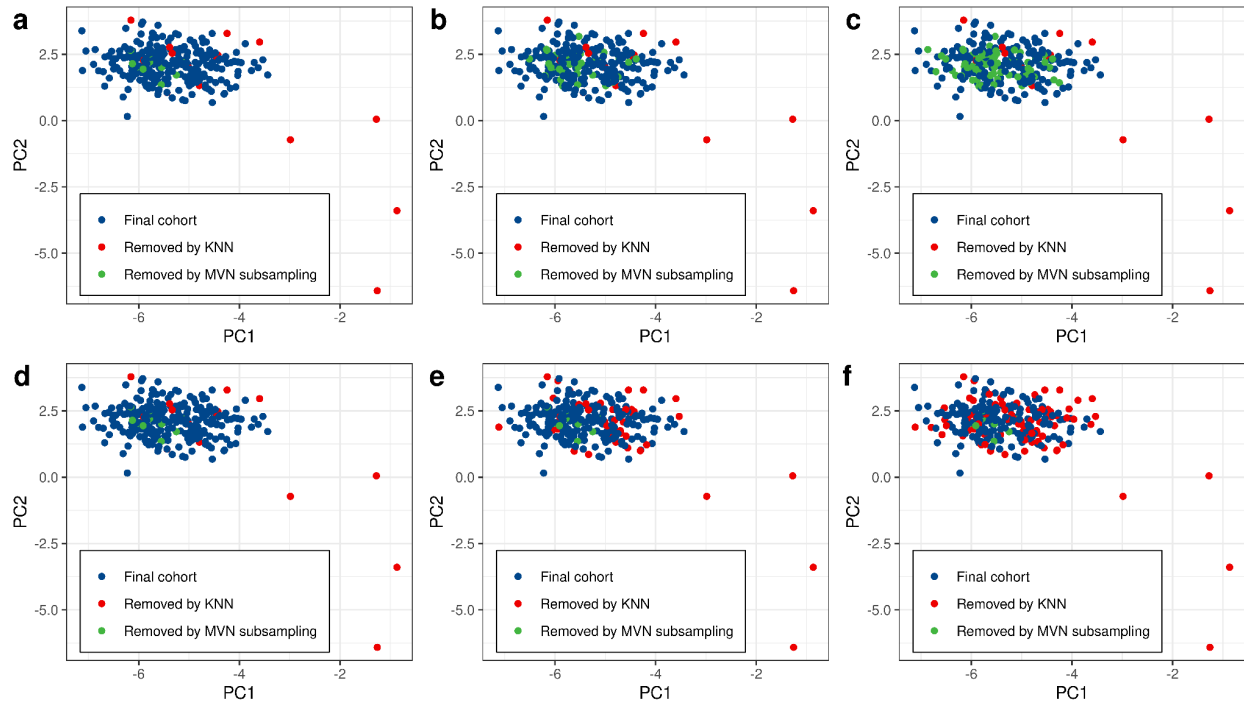 a
2.5
0.0
-2.5
-5.0
PC2
Final cohort
Removed by KNN
Removed by MVN subsampling
-6
-4
-2
PC1
b
2.5
0.0
-2.5
-5.0
PC2
Final cohort
Removed by KNN
Removed by MVN subsampling
-6
-4
-2
PC1
c
2.5
0.0
-2.5
-5.0
PC2
Final cohort
Removed by KNN
Removed by MVN subsampling
-6
-4
-2
PC1
d
2.5
0.0
-2.5
-5.0
PC2
Final cohort
Removed by KNN
Removed by MVN subsampling
-6
-4
-2
PC1
e
2.5
0.0
-2.5
-5.0
PC2
Final cohort
Removed by KNN
Removed by MVN subsampling
-6
-4
-2
PC1
f
2.5
0.0
-2.5
-5.0
PC2
Final cohort
Removed by KNN
Removed by MVN subsampling
-6
-4
-2
PC1